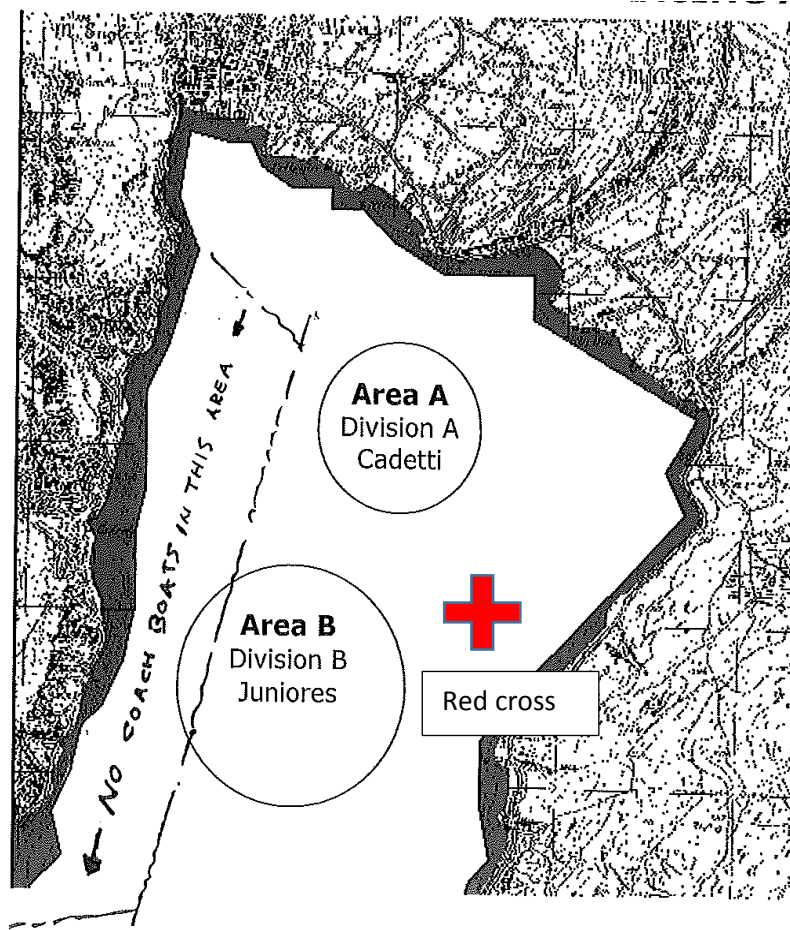 Area A
Division A
Cadetti
NO COACH BOATS IN THIS AREA
Area B
Division B
Juniores
Red cross